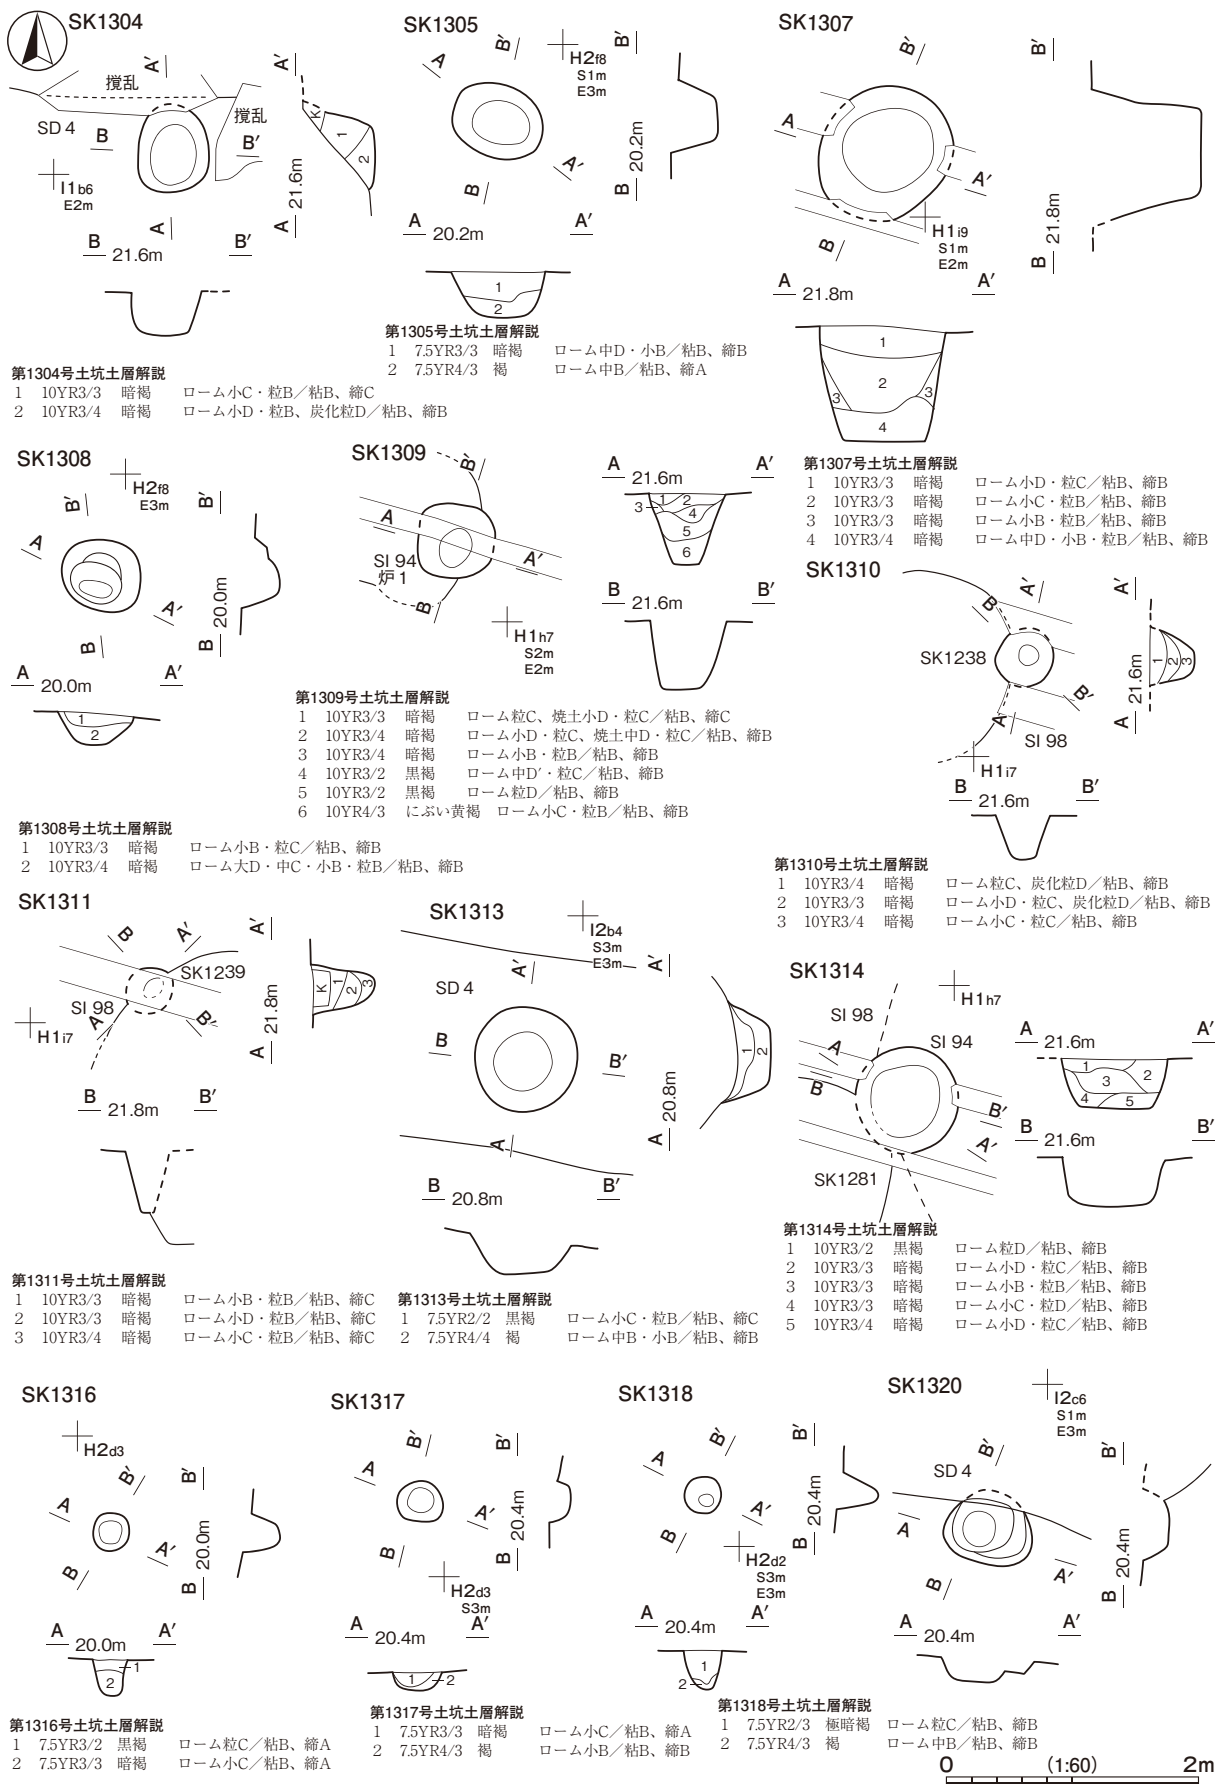 SK1304
A′
A′
撹乱
撹乱
SD 4
B
B′
I1b6
E2m
A
A 21.6m
B 21.6m B′
K
1
2
第1304号土坑土層解説
1 10YR3/3 暗褐 ローム小C・粒B／粘B、締C
2 10YR3/4 暗褐 ローム小D・粒B、炭化粒D／粘B、締B
SK1305
A
B′
H2f8
S1m
E3m
B′
A′
B
B 20.2m
A 20.2m A′
1
2
第1305号土坑土層解説
1 7.5YR3/3 暗褐 ローム中D・小B／粘B、締B
2 7.5YR4/3 褐 ローム中B／粘B、締A
SK1307
B′
B′
A
A′
H1i9
S1m
E2m
B
B 21.8m
A 21.8m A′
1
2
3
3
4
第1307号土坑土層解説
1 10YR3/3 暗褐 ローム小D・粒C／粘B、締B
2 10YR3/3 暗褐 ローム小C・粒B／粘B、締B
3 10YR3/3 暗褐 ローム小B・粒B／粘B、締B
4 10YR3/4 暗褐 ローム中D・小B・粒B／粘B、締B
SK1308
H2f8
E3m
B′
B′
A
A′
B
B 20.0m
A 20.0m A′
1
2
第1308号土坑土層解説
1 10YR3/3 暗褐 ローム小B・粒C／粘B、締B
2 10YR3/4 暗褐 ローム大D・中C・小B・粒B／粘B、締B
SK1309
B′
A
A′
SI 94
炉1
B
H1h7
S2m
E2m
A 21.6m A′
1
2
3
4
5
6
B 21.6m B′
第1309号土坑土層解説
1 10YR3/3 暗褐 ローム粒C、焼土小D・粒C／粘B、締C
2 10YR3/4 暗褐 ローム小D・粒C、焼土中D・粒C／粘B、締B
3 10YR3/4 暗褐 ローム小B・粒B／粘B、締B
4 10YR3/2 黒褐 ローム中D′・粒C／粘B、締B
5 10YR3/2 黒褐 ローム粒D／粘B、締B
6 10YR4/3 にぶい黄褐 ローム小C・粒B／粘B、締B
SK1310
B
A′
A′
SK1238
B′
A
SI 98
H1i7
1
2
3
A 21.6m
B 21.6m B′
第1310号土坑土層解説
1 10YR3/4 暗褐 ローム粒C、炭化粒D／粘B、締B
2 10YR3/3 暗褐 ローム小D・粒C、炭化粒D／粘B、締B
3 10YR3/4 暗褐 ローム小C・粒C／粘B、締B
SK1311
B
A′
A′
SK1239
SI 98
A
B′
H1i7
K
1
2
3
A 21.8m
B 21.8m B′
第1311号土坑土層解説
1 10YR3/3 暗褐 ローム小B・粒B／粘B、締C
2 10YR3/3 暗褐 ローム小D・粒B／粘B、締C
3 10YR3/4 暗褐 ローム小C・粒B／粘B、締C
SK1313
I2b4
S3m
E3m
A′
A′
SD 4
B
B′
1
2
A
A 20.8m
B 20.8m B′
第1313号土坑土層解説
1 7.5YR2/2 黒褐 ローム小C・粒B／粘B、締C
2 7.5YR4/4 褐 ローム中B・小B／粘B、締B
SK1314
H1h7
SI 98
SI 94
A
B
B′
A′
SK1281
A 21.6m A′
1
2
3
4
5
B 21.6m B′
第1314号土坑土層解説
1 10YR3/2 黒褐 ローム粒D／粘B、締B
2 10YR3/3 暗褐 ローム小D・粒C／粘B、締B
3 10YR3/3 暗褐 ローム小B・粒B／粘B、締B
4 10YR3/3 暗褐 ローム小C・粒D／粘B、締B
5 10YR3/4 暗褐 ローム小D・粒C／粘B、締B
SK1316
H2d3
B′
B′
A
A′
B
B 20.0m
A 20.0m A′
1
2
第1316号土坑土層解説
1 7.5YR3/2 黒褐 ローム粒C／粘B、締A
2 7.5YR3/3 暗褐 ローム小C／粘B、締A
SK1317
B′
B′
A
A′
B
B 20.4m
H2d3
S3m
A 20.4m A′
1
2
第1317号土坑土層解説
1 7.5YR3/3 暗褐 ローム小C／粘B、締A
2 7.5YR4/3 褐 ローム小B／粘B、締B
SK1318
B′
B′
A
A′
B
B 20.4m
H2d2
S3m
E3m
A 20.4m A′
1
2
第1318号土坑土層解説
1 7.5YR2/3 極暗褐 ローム粒C／粘B、締B
2 7.5YR4/3 褐 ローム中B／粘B、締B
SK1320
I2c6
S1m
E3m
B′
B′
SD 4
A
A′
B
B 20.4m
A 20.4m A′
0 (1:60) 2m